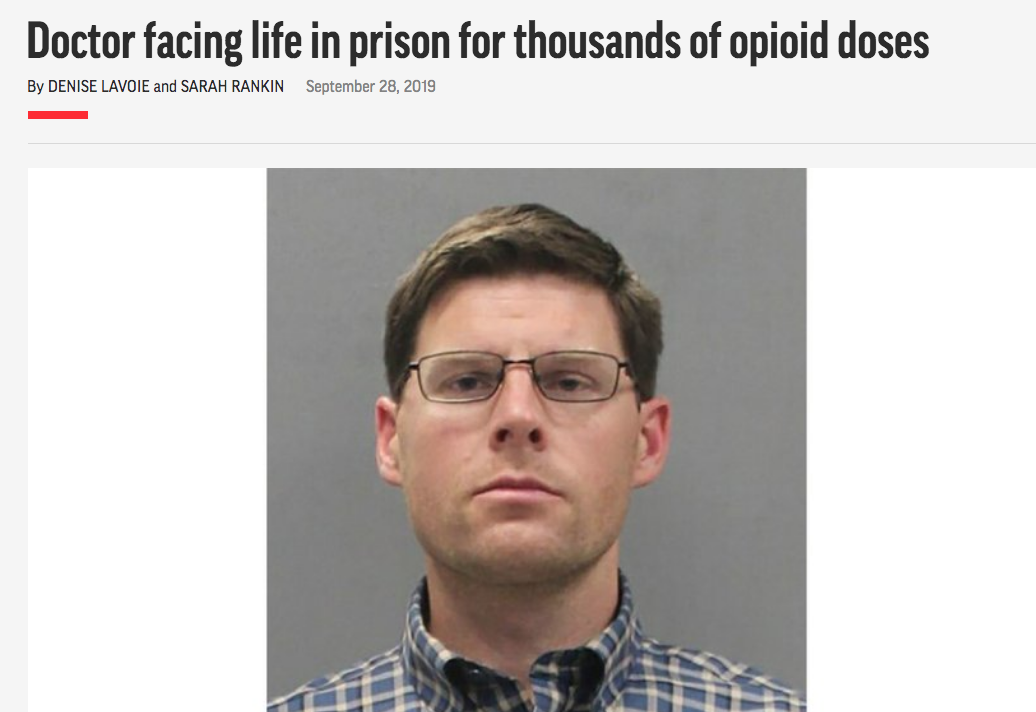 Doctor facing life in prison for thousands of opioid doses
By DENISE LAVOIE and SARAH RANKIN September 28, 2019